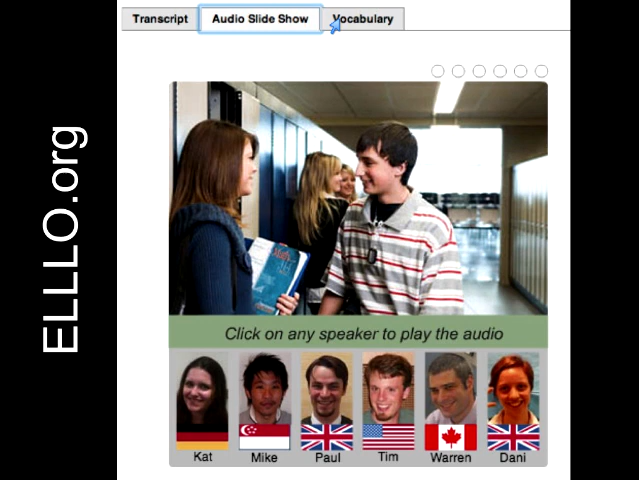 Transcript
Audio Slide Show
Vocabulary
ELLLO.org
Click on any speaker to play the audio
Kat
Mike
Paul
Tim
Warren
Dani